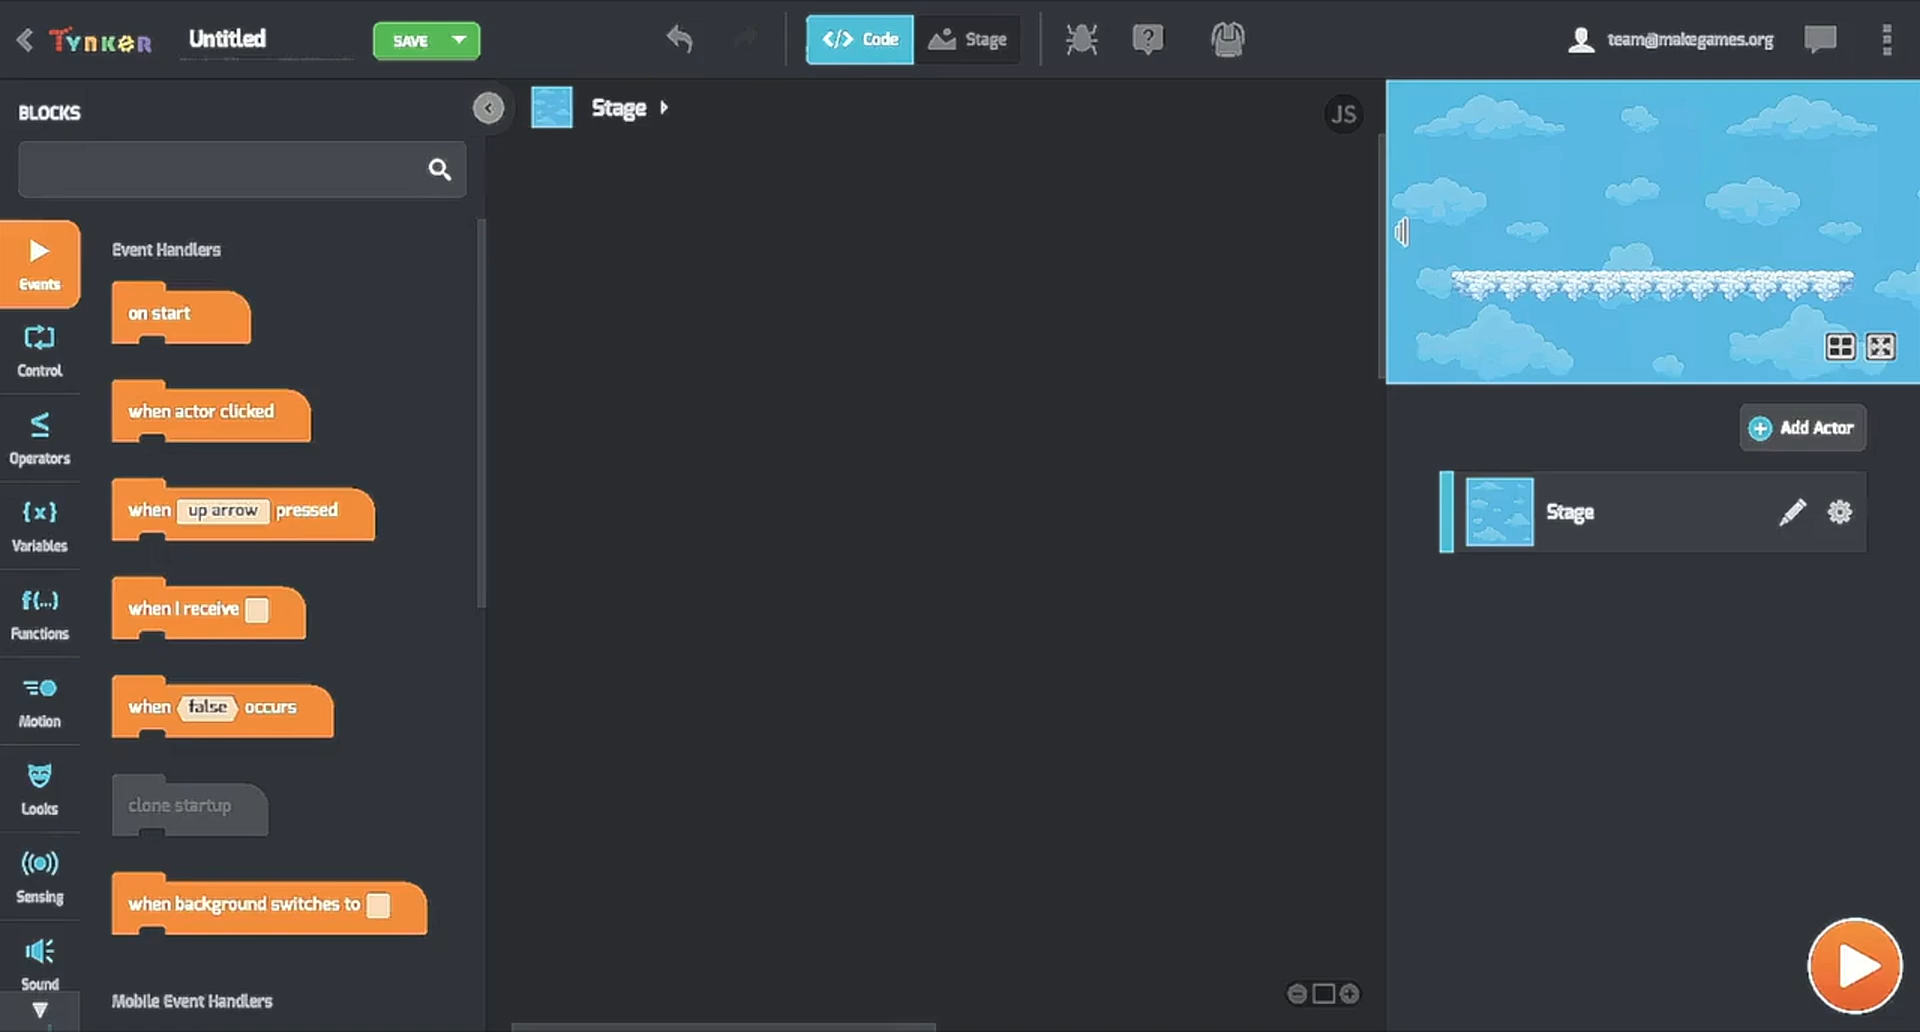 Tynker
Untitled
SAVE
</> Code
Stage
?
team@makegames.org
BLOCKS
Stage
JS
Events
Control
≤
Operators
{x}
Variables
f(...)
Functions
Motion
Looks
Sensing
Sound
Event Handlers
on start
when actor clicked
when up arrow pressed
when I receive
when false occurs
clone startup
when background switches to
Mobile Event Handlers
Add Actor
Stage